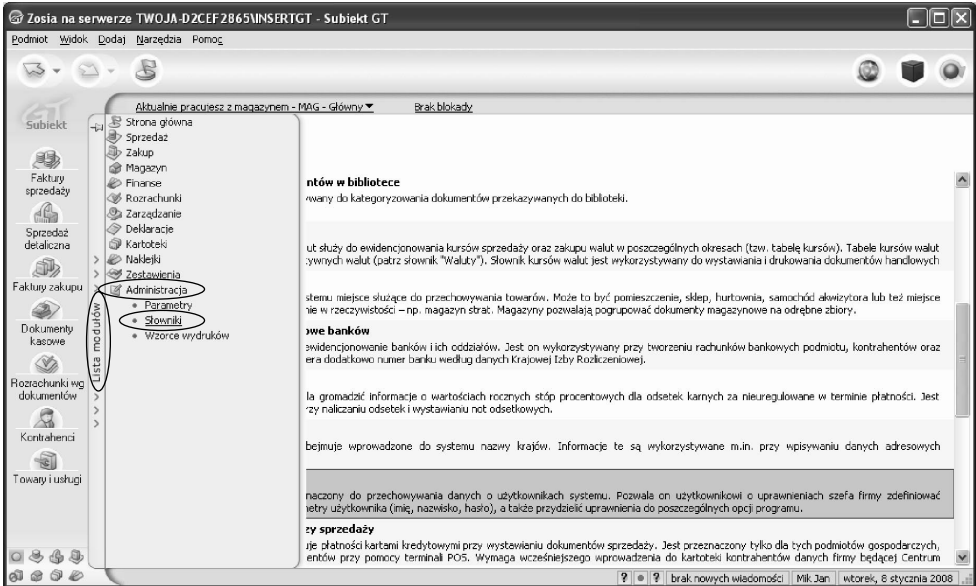 Zosia na serwerze TWOJA-D2CEF2865\INSERTGT - Subiekt GT
Podmiot Widok Dodaj Narzędzia Pomoc
Aktualnie pracujesz z magazynem - MAG - Główny Brak blokady
GT
Subiekt
Faktury
sprzedaży
Sprzedaż
detaliczna
Faktury zakupu
Dokumenty
kasowe
Rozrachunki wg
dokumentów
Kontrahenci
Towary i usługi
Lista modułów
Strona główna
Sprzedaż
Zakup
Magazyn
Finanse
Rozrachunki
Zarządzanie
Deklaracje
Kartoteki
Naklejki
Zestawienia
Administracja
Parametry
Słowniki
Wzorce wydruków
ntów w bibliotece
ywany do kategoryzowania dokumentów przekazywanych do biblioteki.
ut służy do ewidencjonowania kursów sprzedaży oraz zakupu walut w poszczególnych okresach (tzw. tabelę kursów). Tabele kursów walut
tywnych walut (patrz słownik "Waluty"). Słownik kursów walut jest wykorzystywany do wystawiania i drukowania dokumentów handlowych
stemu miejsce służące do przechowywania towarów. Może to być pomieszczenie, sklep, hurtownia, samochód akwizytora lub też miejsce
nie w rzeczywistości – np. magazyn strat. Magazyny pozwalają pogrupować dokumenty magazynowe na odrębne zbiory.
owe banków
ewidencjonowanie banków i ich oddziałów. Jest on wykorzystywany przy tworzeniu rachunków bankowych podmiotu, kontrahentów oraz
era dodatkowo numer banku według danych Krajowej Izby Rozliczeniowej.
la gromadzić informacje o wartościach rocznych stóp procentowych dla odsetek karnych za nieuregulowane w terminie płatności. Jest
rzy naliczaniu odsetek i wystawianiu not odsetkowych.
bejmuje wprowadzone do systemu nazwy krajów. Informacje te są wykorzystywane m.in. przy wpisywaniu danych adresowych
naczony do przechowywania danych o użytkownikach systemu. Pozwala on użytkownikowi o uprawnieniach szefa firmy zdefiniować
metry użytkownika (imię, nazwisko, hasło), a także przydzielić uprawnienia do poszczególnych opcji programu.
zy sprzedaży
uje płatności kartami kredytowymi przy wystawianiu dokumentów sprzedaży. Jest przeznaczony tylko dla tych podmiotów gospodarczych,
entów przy pomocy terminali POS. Wymaga wcześniejszego wprowadzenia do kartoteki kontrahentów danych firmy będącej Centrum
brak nowych wiadomości Mik Jan wtorek, 8 stycznia 2008